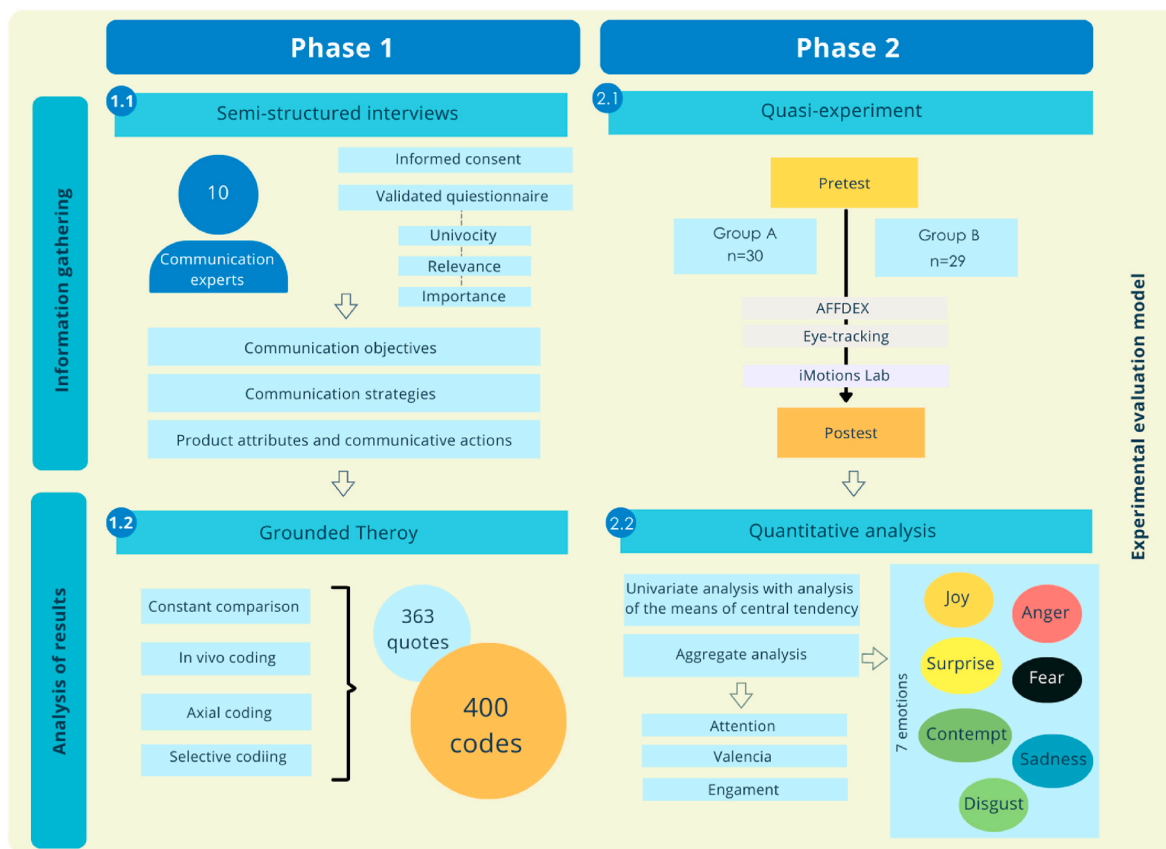 Phase 1
Phase 2
Information gathering
1.1
Semi-structured interviews
10
Communication
experts
Informed consent
Validated quiestionnaire
Univocity
Relevance
Importance
Communication objectives
Communication strategies
Product attributes and communicative actions
2.1
Quasi-experiment
Pretest
Group A
n=30
Group B
n=29
AFFDEX
Eye-tracking
iMotions Lab
Postest
Analysis of results
1.2
Grounded Theroy
Constant comparison
In vivo coding
Axial coding
Selective codiing
363
quotes
400
codes
2.2
Quantitative analysis
Univariate analysis with analysis
of the means of central tendency
Aggregate analysis
Attention
Valencia
Engament
7 emotions
Joy
Anger
Surprise
Fear
Contempt
Sadness
Disgust
Experimental evaluation model